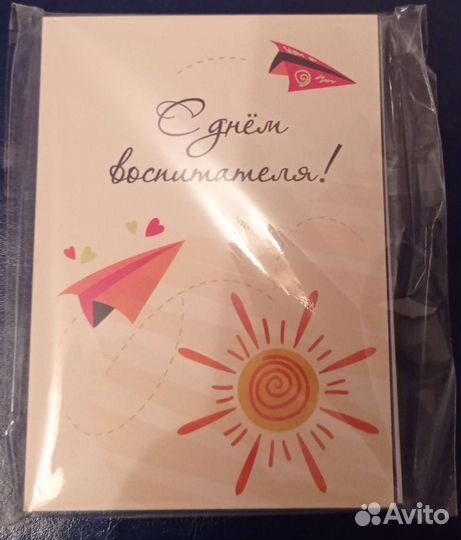 С днём
воспитателя!
Avito